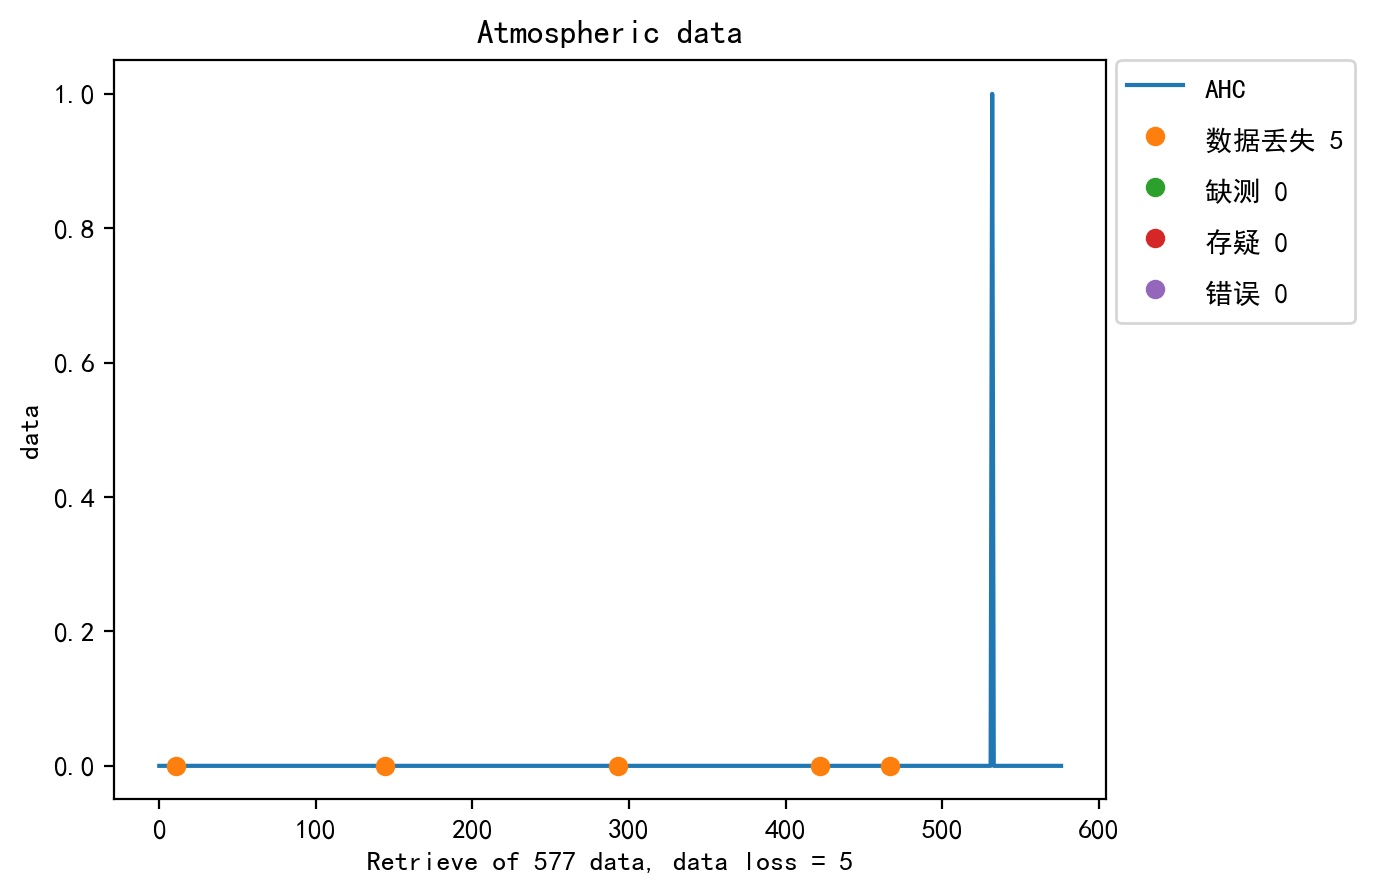 Atmospheric data
AHC
数据丢失 5
缺测 0
存疑 0
错误 0
1.0
0.8
0.6
0.4
0.2
0.0
data
0 100 200 300 400 500 600
Retrieve of 577 data, data loss = 5